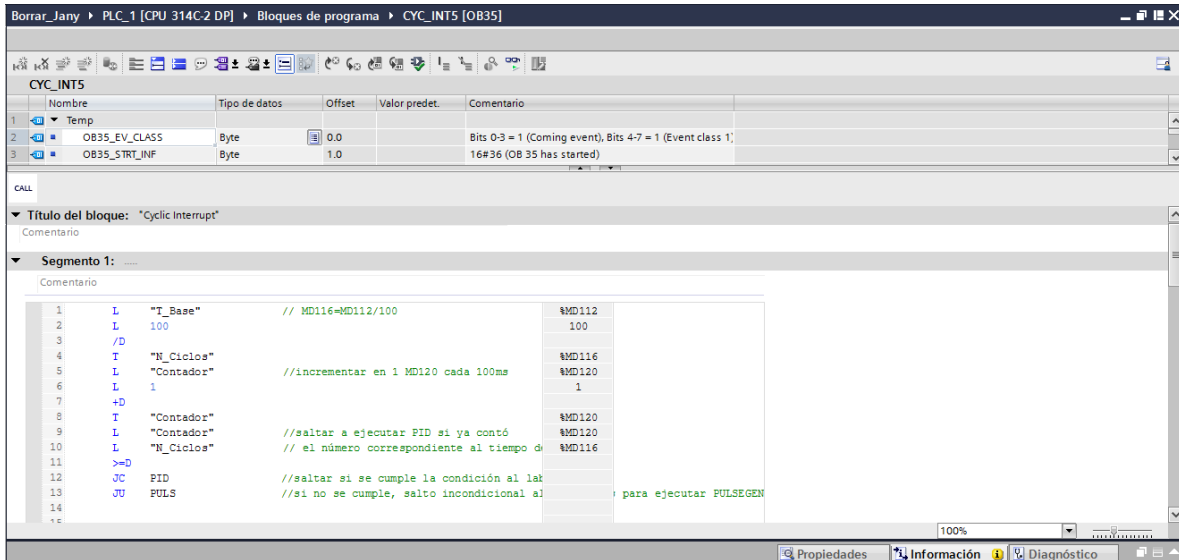 Borrar_Jany ▸ PLC_1 [CPU 314C-2 DP] ▸ Bloques de programa ▸ CYC_INT5 [OB35]
CYC_INT5
Nombre Tipo de datos Offset Valor predet. Comentario
1 Temp
2 OB35_EV_CLASS Byte 0.0 Bits 0-3 = 1 (Coming event), Bits 4-7 = 1 (Event class 1)
3 OB35_STRT_INF Byte 1.0 16#36 (OB 35 has started)
CALL
Título del bloque: "Cyclic Interrupt"
Comentario
Segmento 1: .....
Comentario
1 L "T_Base" // MD116=MD112/100 %MD112
2 L 100 100
3 /D
4 T "N_Ciclos" %MD116
5 L "Contador" //incrementar en 1 MD120 cada 100ms %MD120
6 L 1 1
7 +D
8 T "Contador" %MD120
9 L "Contador" //saltar a ejecutar PID si ya contó %MD120
10 L "N_Ciclos" // el número correspondiente al tiempo de %MD116
11 >=D
12 JC PID //saltar si se cumple la condición al lab
13 JU PULS //si no se cumple, salto incondicional al para ejecutar PULSEGEN
14
15
100%
Propiedades Información Diagnóstico